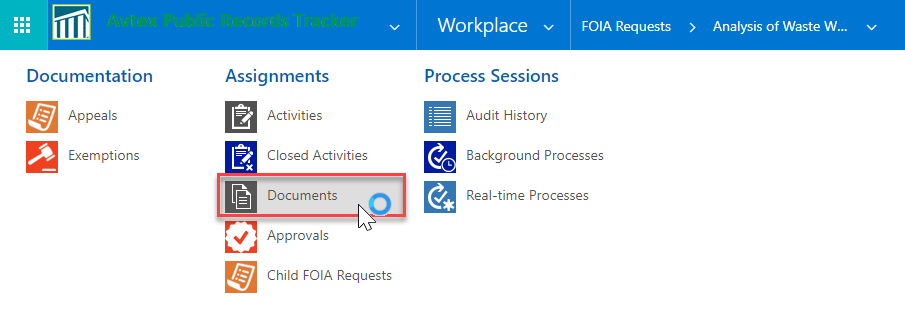 Avtex Public Records Tracker
Workplace
FOIA Requests
Analysis of Waste W...
Documentation
Appeals
Exemptions
Assignments
Activities
Closed Activities
Documents
Approvals
Child FOIA Requests
Process Sessions
Audit History
Background Processes
Real-time Processes